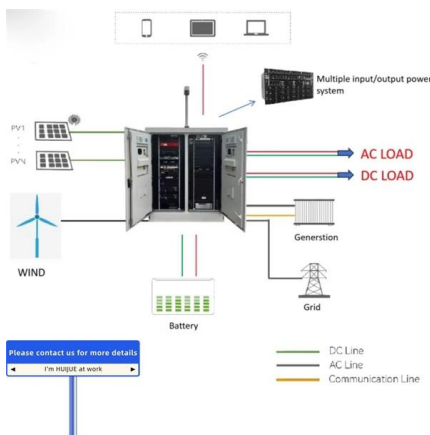 Multiple input/output power
system
PV1
PVN
AC LOAD
DC LOAD
WIND
Generstion
Battery
Grid
Please contact us for more details
I'm HUIJUE at work
DC Line
AC Line
Communication Line